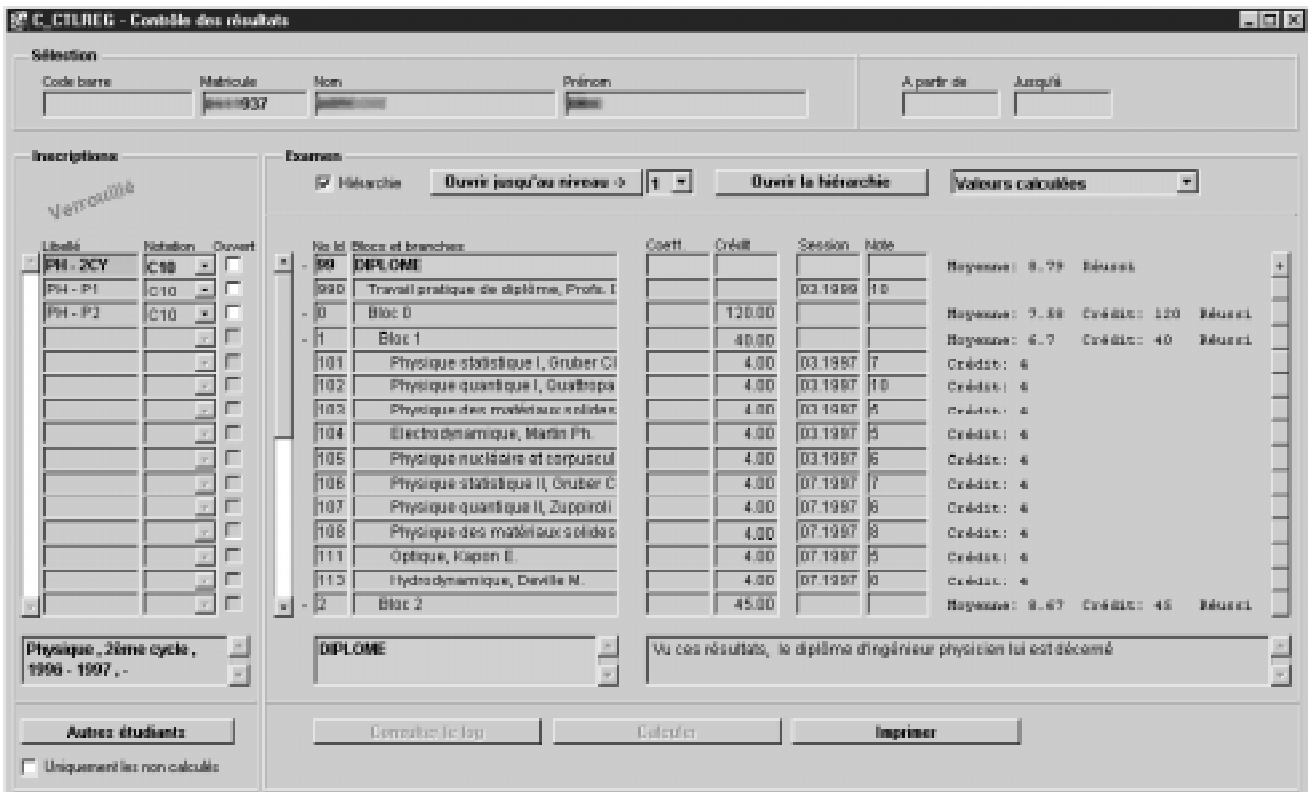 C_CTLREG - Contrôle des résultats
Sélection
Code barre Matricule Nom Prénom A partir de Jusqu'à
937
Inscriptions Examen
Verrouillé
Hiérarchie Ouvrir jusqu'au niveau -> 1 Ouvrir la hiérarchie Valeurs calculées
Libellé Notation Ouvert No Id Blocs et branches Coeff. Crédit Session Note
PH - 2CY C10 - 99 DIPLOME Moyenne: 8.79 Réussi +
PH - P1 C10 990 Travail pratique de diplôme, Profs. D 03.1999 10
PH - P2 C10 - 0 Bloc 0 120.00 Moyenne: Crédit: 120 Réussi
- 1 Bloc 1 40.00 Moyenne: 6.7 Crédit: 40 Réussi
101 Physique statistique I, Gruber Ch 4.00 03.1997 7 Crédit: 4
102 Physique quantique I, Quattropa 4.00 03.1997 10 Crédit: 4
103 Physique des matériaux solides 4.00 03.1997 Crédit: 4
104 Electrodynamique, Martin Ph. 4.00 03.1997 5 Crédit: 4
105 Physique nucléaire et corpuscul 4.00 03.1997 6 Crédit: 4
106 Physique statistique II, Gruber C 4.00 07.1997 7 Crédit: 4
107 Physique quantique II, Zuppiroli 4.00 07.1997 Crédit: 4
108 Physique des matériaux solides 4.00 07.1997 8 Crédit: 4
111 Optique, Kapon E. 4.00 07.1997 5 Crédit: 4
113 Hydrodynamique, Deville M. 4.00 07.1997 Crédit: 4
- 2 Bloc 2 45.00 Moyenne: 8.67 Crédit: 45 Réussi
Physique, 2ème cycle, DIPLOME Vu ces résultats, le diplôme d'ingénieur physicien lui est décerné
1996 - 1997, -
Autres étudiants Consulter le log Calculer Imprimer
Uniquement les non calculés